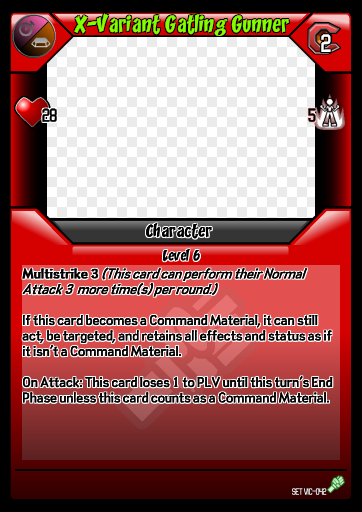 X-Variant Gatling Gunner
2
28
5
Character
Level 6
Multistrike 3 (This card can perform their Normal
Attack 3 more time(s) per round.)
If this card becomes a Command Material, it can still
act, be targeted, and retains all effects and status as if
it isn't a Command Material.
On Attack: This card loses 1 to PLV until this turn's End
Phase unless this card counts as a Command Material.
SET VIC-042